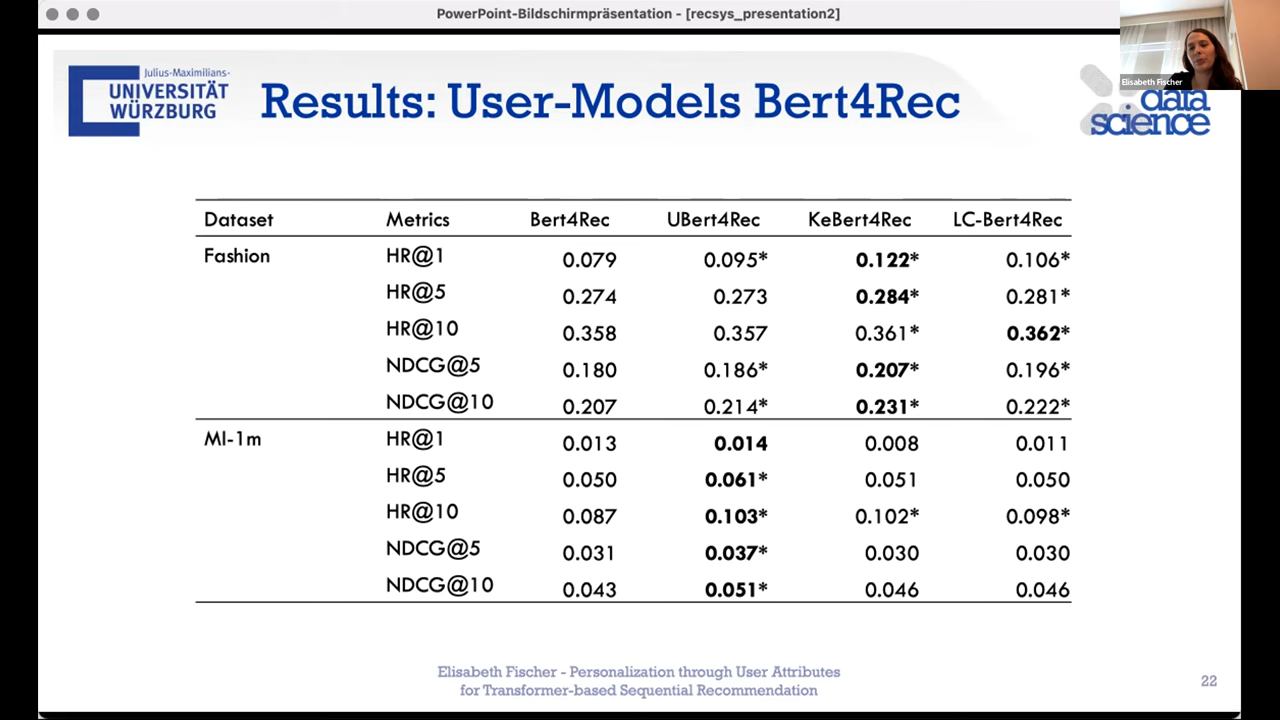 PowerPoint-Bildschirmpräsentation - [recsys_presentation2]
Elisabeth Fischer
Julius-Maximilians-
UNIVERSITÄT
WÜRZBURG
Results: User-Models Bert4Rec
data
science
Dataset Metrics Bert4Rec UBert4Rec KeBert4Rec LC-Bert4Rec
Fashion HR@1 0.079 0.095* 0.122* 0.106*
HR@5 0.274 0.273 0.284* 0.281*
HR@10 0.358 0.357 0.361* 0.362*
NDCG@5 0.180 0.186* 0.207* 0.196*
NDCG@10 0.207 0.214* 0.231* 0.222*
Ml-1m HR@1 0.013 0.014 0.008 0.011
HR@5 0.050 0.061* 0.051 0.050
HR@10 0.087 0.103* 0.102* 0.098*
NDCG@5 0.031 0.037* 0.030 0.030
NDCG@10 0.043 0.051* 0.046 0.046
Elisabeth Fischer - Personalization through User Attributes
for Transformer-based Sequential Recommendation
22